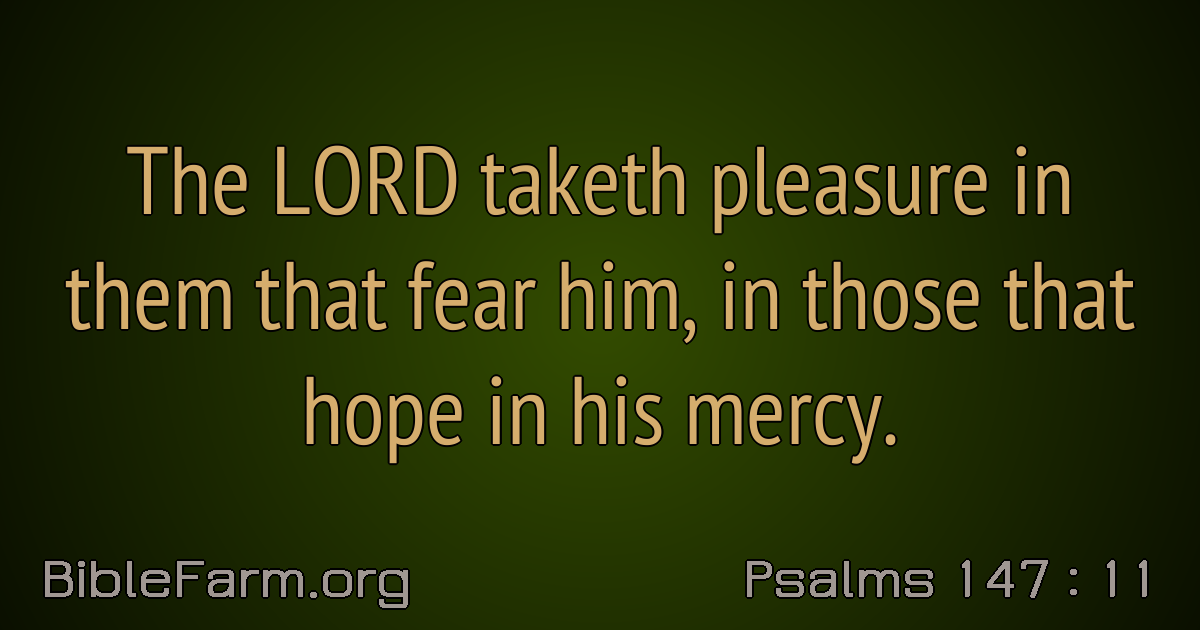 The LORD taketh pleasure in
them that fear him, in those that
hope in his mercy.
BibleFarm.org
Psalms 147 : 11